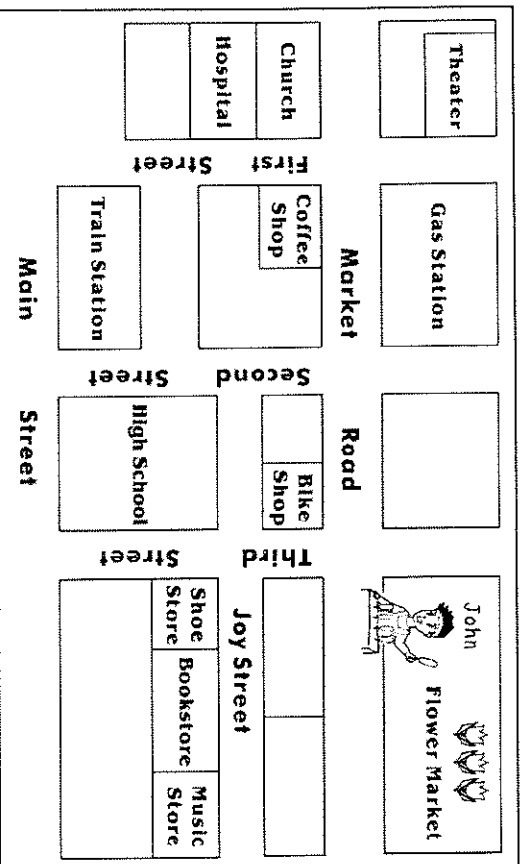 Theater
Gas Station
John
Flower Market
Market Road
Church
Coffee
Shop
Bike
Shop
Hospital
First Street
Second Street
Third Street
Joy Street
Shoe
Store
Bookstore
Music
Store
High School
Train Station
Main Street